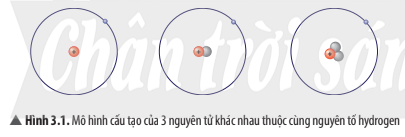 Chân trời sán
▲ Hình 3.1. Mô hình cấu tạo của 3 nguyên tử khác nhau thuộc cùng nguyên tố hydrogen